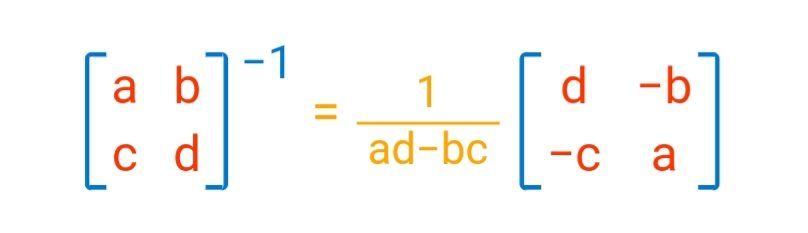 [a b; c d]⁻¹ = 1/(ad−bc) [d −b; −c a]